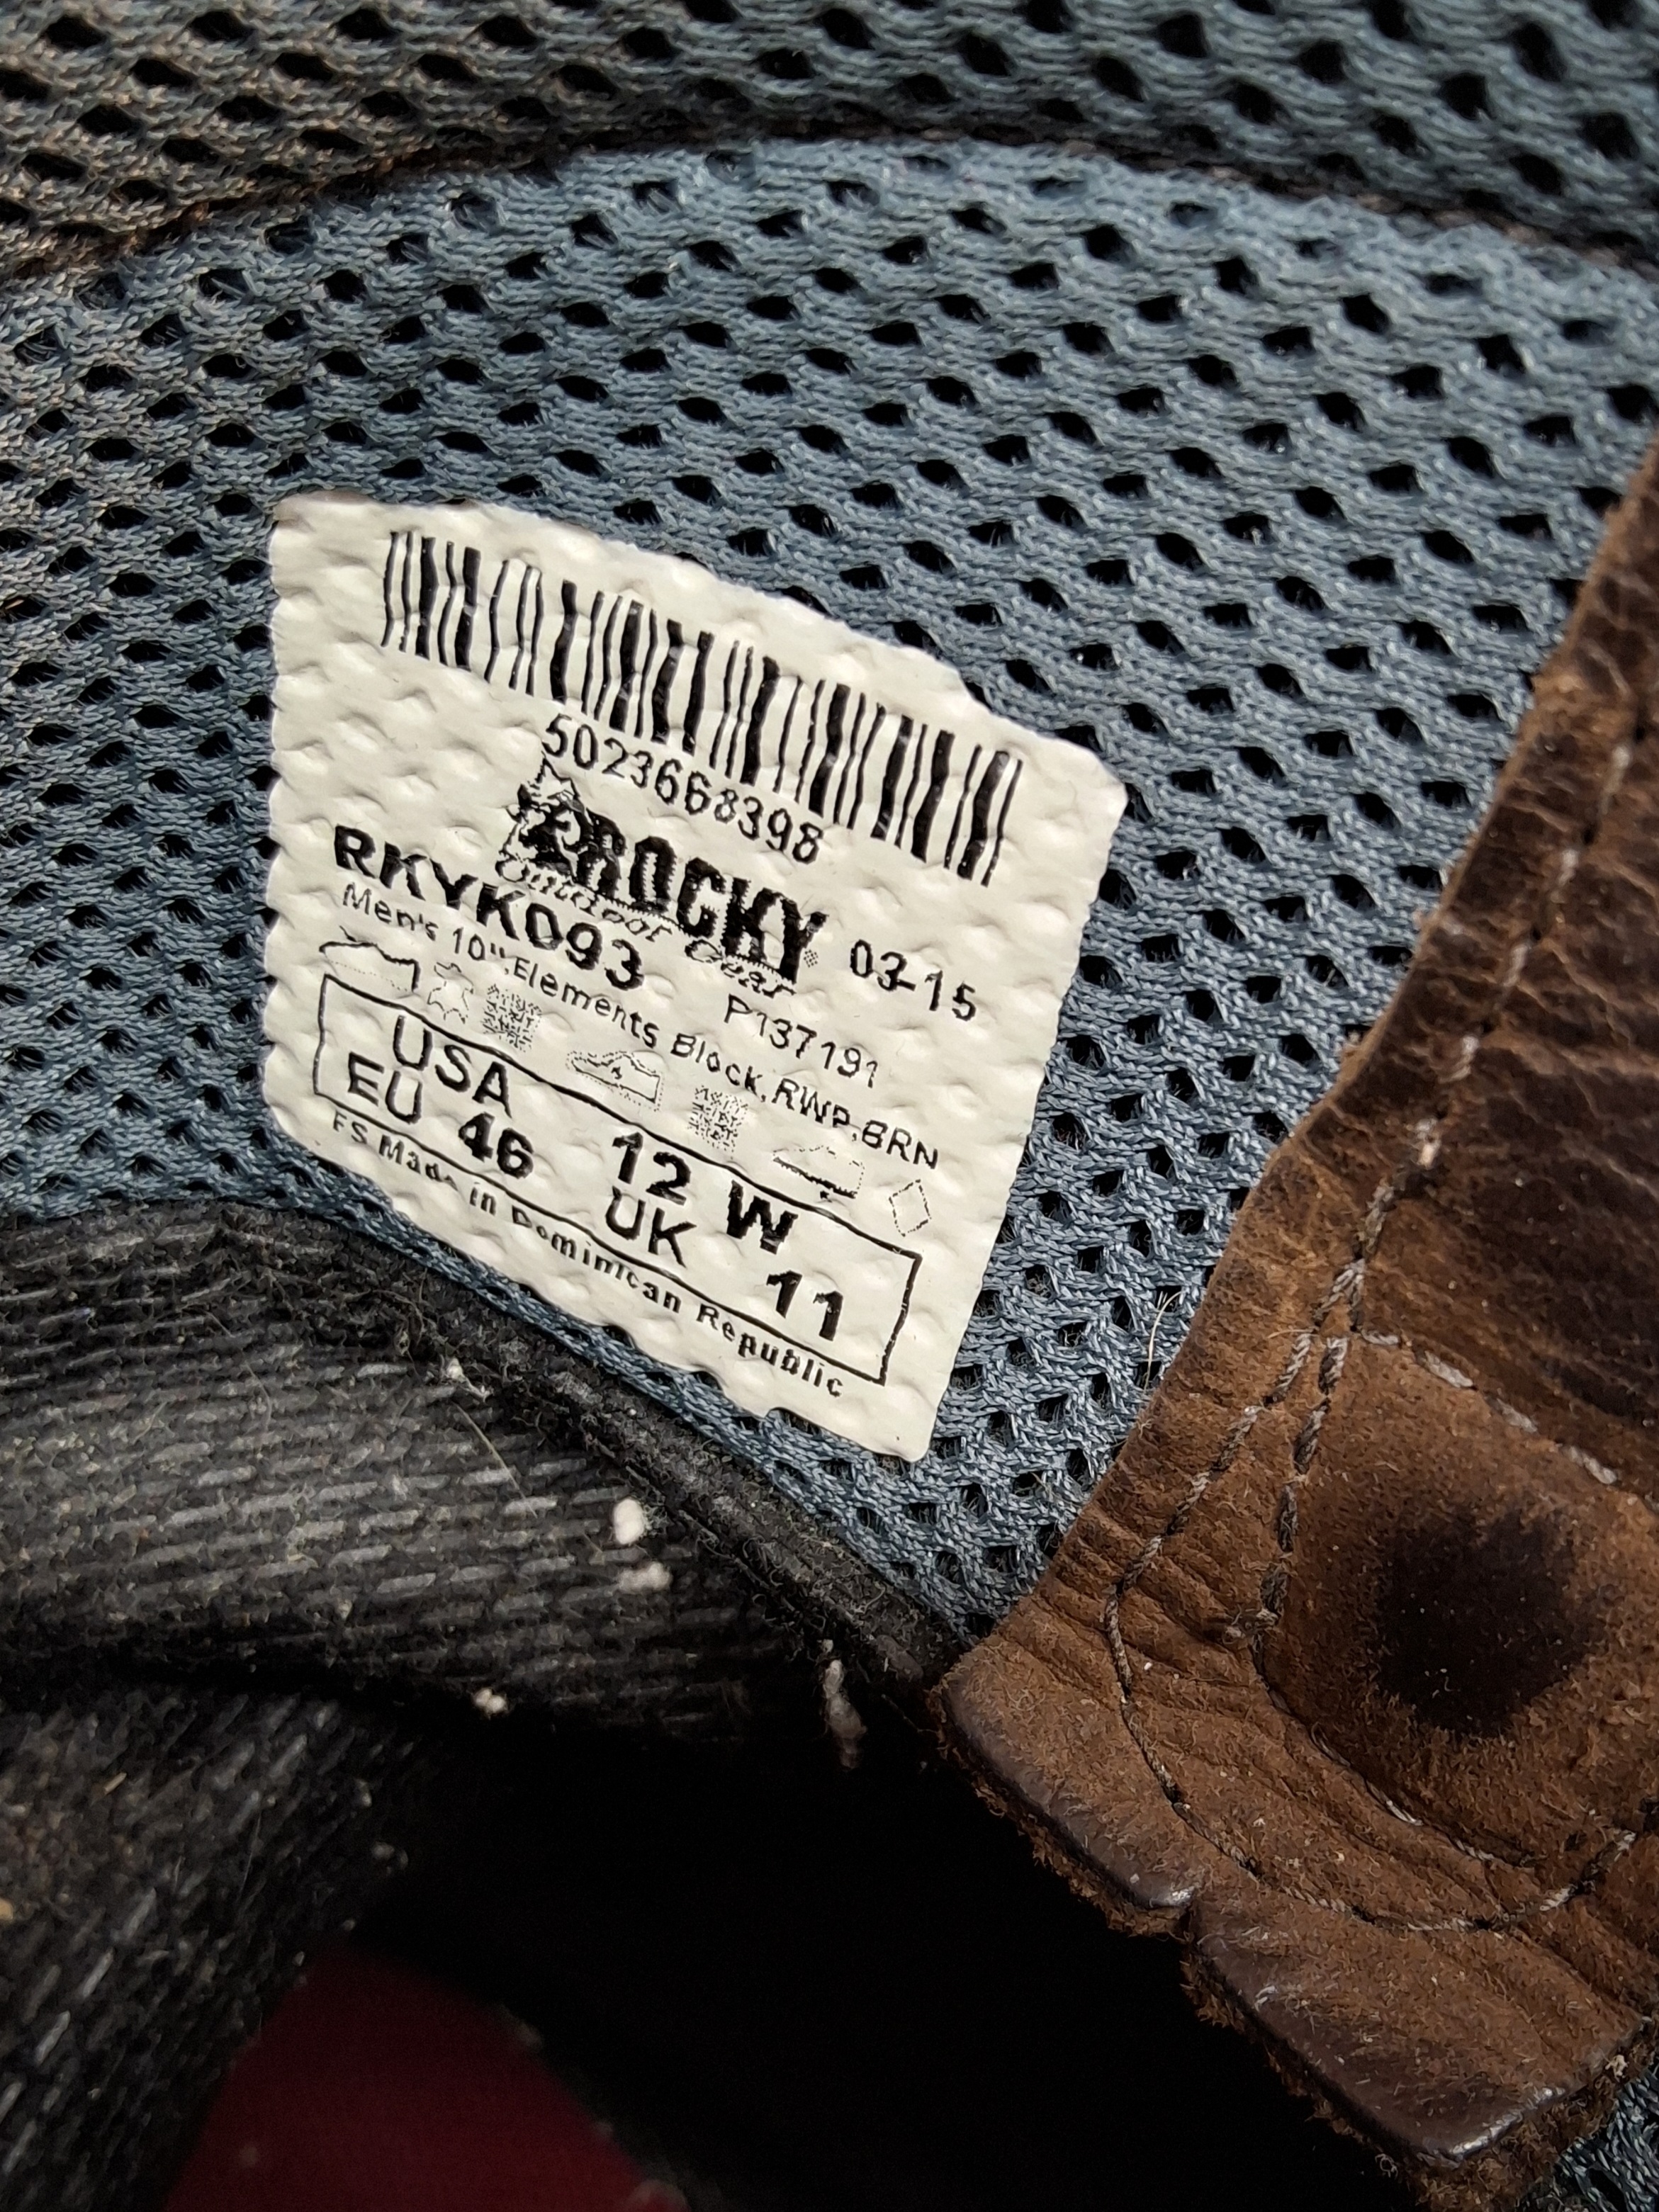 5023668398
ROCKY
Outdoor Gear
03-15
RKYK093 P137191
Men's 10",Elements Block,RWP,BRN
USA 12 W
EU 46 UK 11
FS Made in Dominican Republic